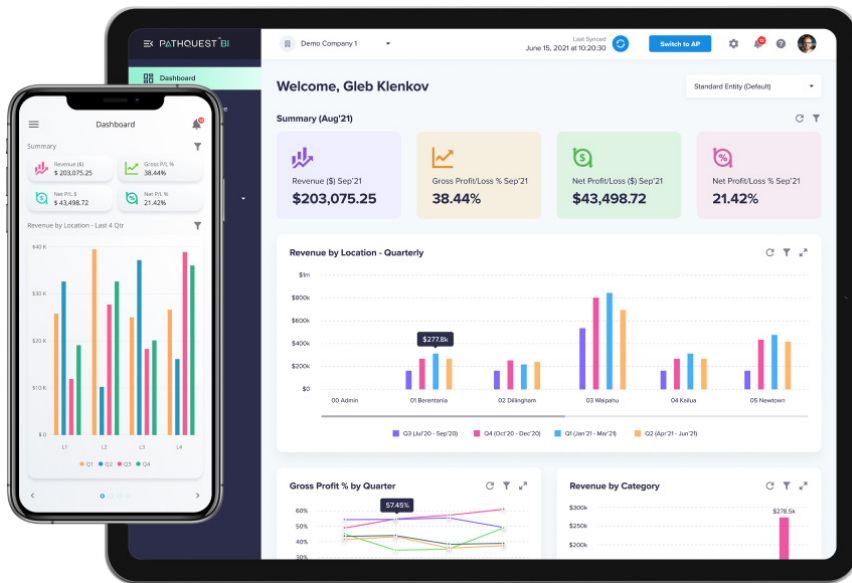 PATHQUEST BI
Demo Company 1
Last Synced
June 15, 2021 at 10:20:30
Switch to AP
Dashboard
Welcome, Gleb Klenkov
Standard Entity (Default)
Summary (Aug'21)
Revenue ($) Sep'21
$203,075.25
Gross Profit/Loss % Sep'21
38.44%
Net Profit/Loss ($) Sep'21
$43,498.72
Net Profit/Loss % Sep'21
21.42%
Revenue by Location - Quarterly
$1m
$800k
$600k
$400k
$200k
$0
$277.8k
00 Admin
01 Berentania
02 Dillingham
03 Waipahu
04 Kailua
05 Newtown
Q3 (Jul'20 - Sep'20)
Q4 (Oct'20 - Dec'20)
Q1 (Jan'21 - Mar'21)
Q2 (Apr'21 - Jun'21)
Gross Profit % by Quarter
57.45%
60%
50%
40%
30%
Revenue by Category
$300k
$250k
$200k
$278.5k
Dashboard
Summary
Revenue ($)
$ 203,075.25
Gross P/L %
38.44%
Net P/L $
$ 43,498.72
Net P/L %
21.42%
Revenue by Location - Last 4 Qtr
$40 K
$30 K
$20 K
$10 K
$ 0
L1
L2
L3
L4
Q1
Q2
Q3
Q4